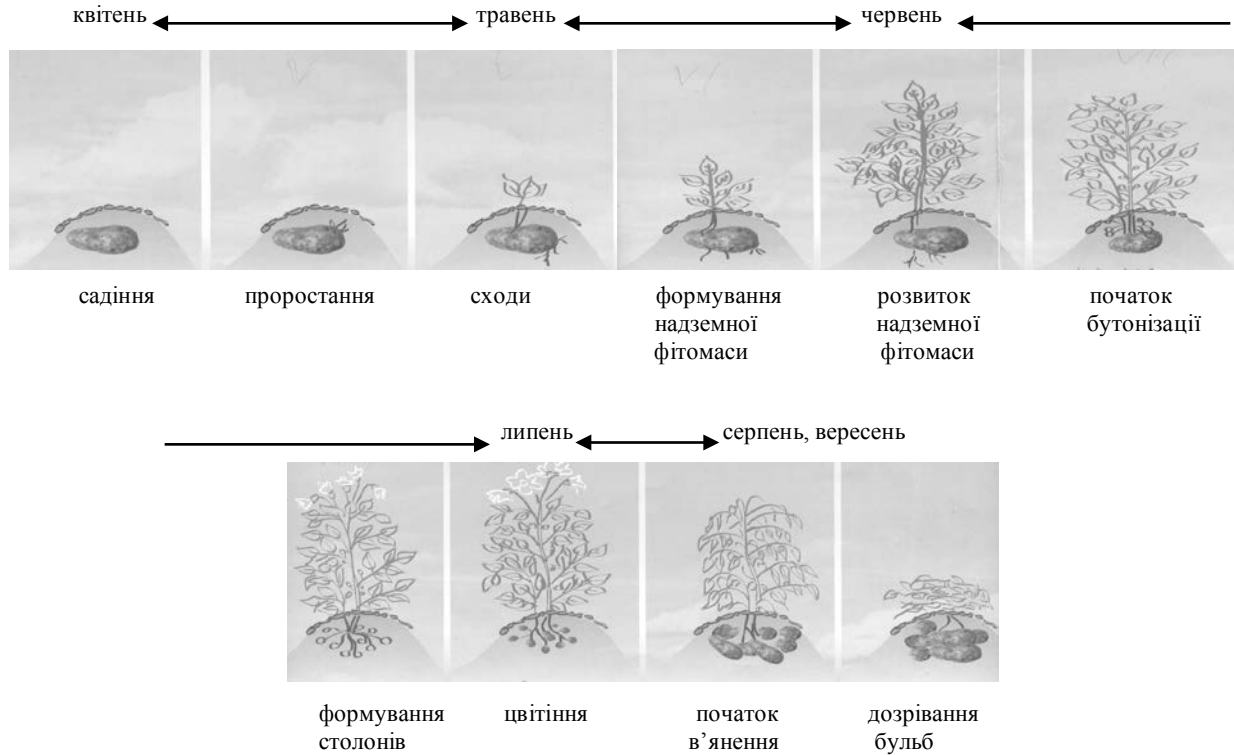 квітень травень червень
садіння проростання сходи формування розвиток початок
надземної надземної бутонізації
фітомаси фітомаси
липень серпень, вересень
формування цвітіння початок дозрівання
столонів в’янення бульб